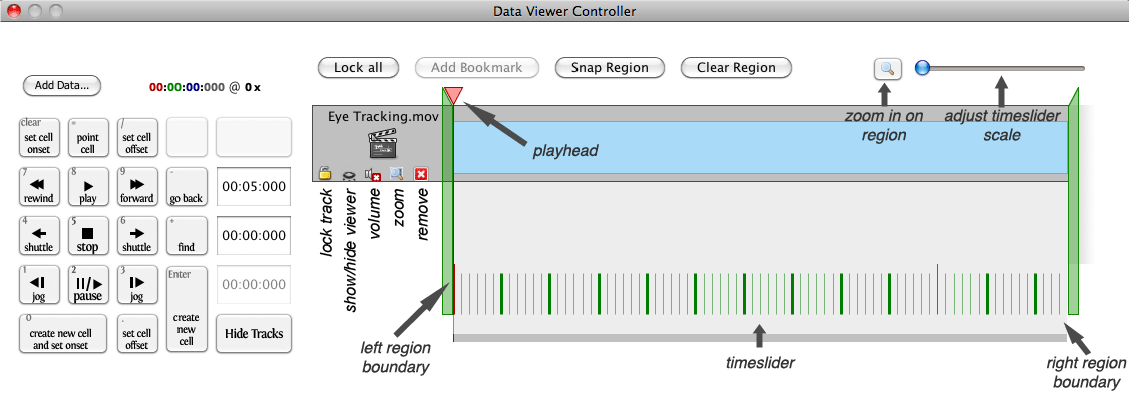 Data Viewer Controller
Add Data...
00:00:00:000 @ 0 x
Lock all
Add Bookmark
Snap Region
Clear Region
zoom in on
region
adjust timeslider
scale
clear
set cell
onset
=
point
cell
/
set cell
offset
7
rewind
8
play
9
forward
-
go back
00:05:000
4
shuttle
5
stop
6
shuttle
+
find
00:00:000
1
jog
2
pause
3
jog
Enter
create
new
cell
00:00:000
0
create new cell
and set onset
.
set cell
offset
Hide Tracks
Eye Tracking.mov
playhead
lock track
show/hide viewer
volume
zoom
remove
left region
boundary
timeslider
right region
boundary